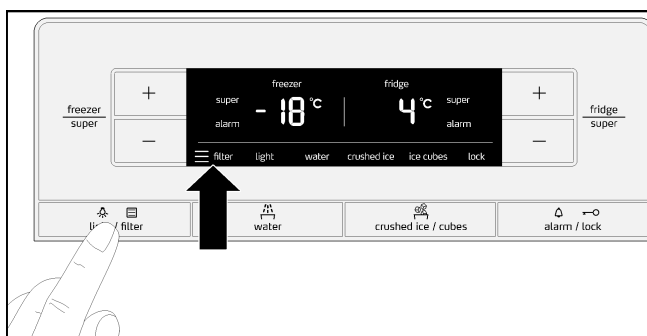 freezer
super
+
−
freezer
fridge
super
alarm
-18 °C
4 °C
super
alarm
filter light water crushed ice ice cubes lock
+
−
fridge
super
light / filter
water
crushed ice / cubes
alarm / lock